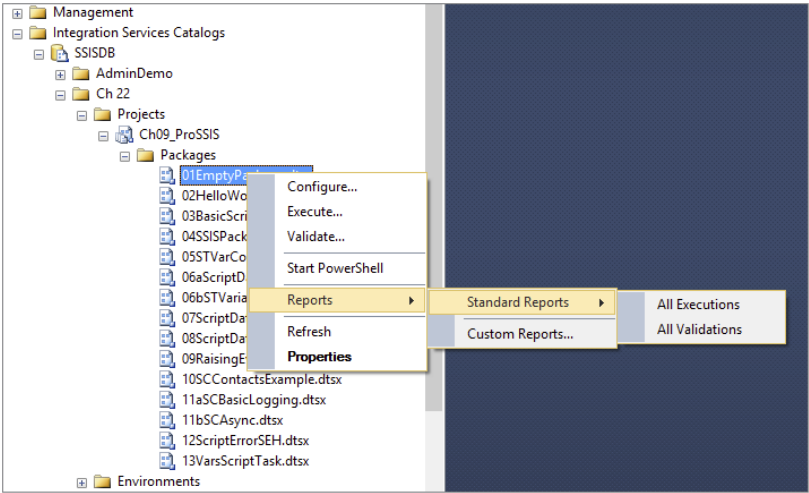 Management
Integration Services Catalogs
SSISDB
AdminDemo
Ch 22
Projects
Ch09_ProSSIS
Packages
01EmptyPa
02HelloWo
03BasicScri
04SSISPack
05STVarCo
06aScriptD
06bSTVaria
07ScriptDa
08ScriptDa
09RaisingE
10SCContactsExample.dtsx
11aSCBasicLogging.dtsx
11bSCAsync.dtsx
12ScriptErrorSEH.dtsx
13VarsScriptTask.dtsx
Environments
Configure...
Execute...
Validate...
Start PowerShell
Reports
Refresh
Properties
Standard Reports
Custom Reports...
All Executions
All Validations